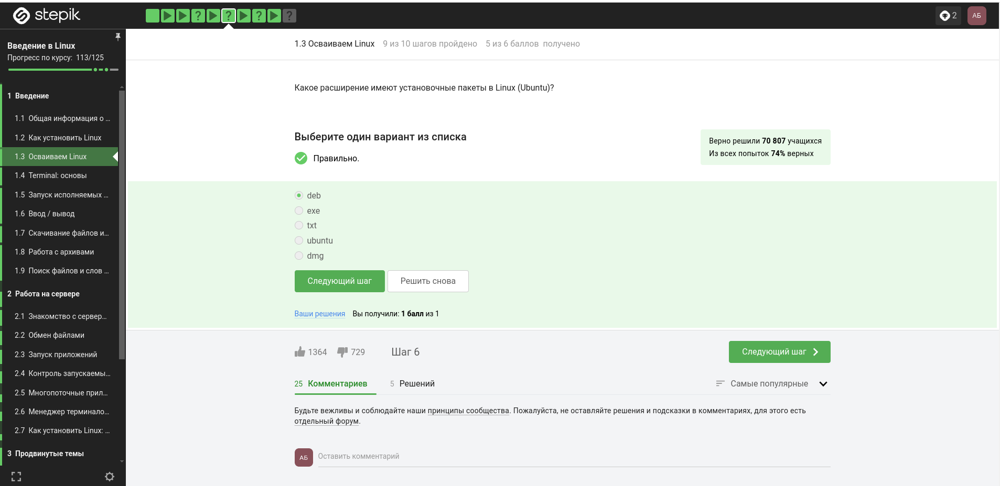 stepik
? ? ? ?
2
АБ
Введение в Linux
Прогресс по курсу: 113/125
1 Введение
1.1 Общая информация о ...
1.2 Как установить Linux
1.3 Осваиваем Linux
1.4 Terminal: основы
1.5 Запуск исполняемых ...
1.6 Ввод / вывод
1.7 Скачивание файлов и...
1.8 Работа с архивами
1.9 Поиск файлов и слов ...
2 Работа на сервере
2.1 Знакомство с сервер...
2.2 Обмен файлами
2.3 Запуск приложений
2.4 Контроль запускаемы...
2.5 Многопоточные прил...
2.6 Менеджер терминало...
2.7 Как установить Linux: ...
3 Продвинутые темы
1.3 Осваиваем Linux 9 из 10 шагов пройдено 5 из 6 баллов получено
Какое расширение имеют установочные пакеты в Linux (Ubuntu)?
Выберите один вариант из списка
Правильно.
Верно решили 70 807 учащихся
Из всех попыток 74% верных
deb
exe
txt
ubuntu
dmg
Следующий шаг
Решить снова
Ваши решения Вы получили: 1 балл из 1
1364 729 Шаг 6
Следующий шаг
25 Комментариев
5 Решений
Самые популярные
Будьте вежливы и соблюдайте наши принципы сообщества. Пожалуйста, не оставляйте решения и подсказки в комментариях, для этого есть
отдельный форум.
АБ
Оставить комментарий